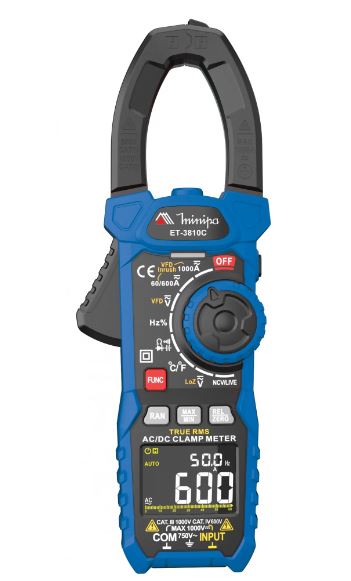 Minipa
ET-3810C
OFF
CE
VFD
Inrush 1000A
60/600A
VFD V
Hz%
°C/°F
LoZ V
NCV/LIVE
FUNC
RAN
MAX
MIN
REL
ZERO
TRUE RMS
AC/DC CLAMP METER
AUTO
50.0 Hz
A
AC
600
CAT. III 1000V CAT. IV 600V
MAX 1000V
COM 750V~ INPUT